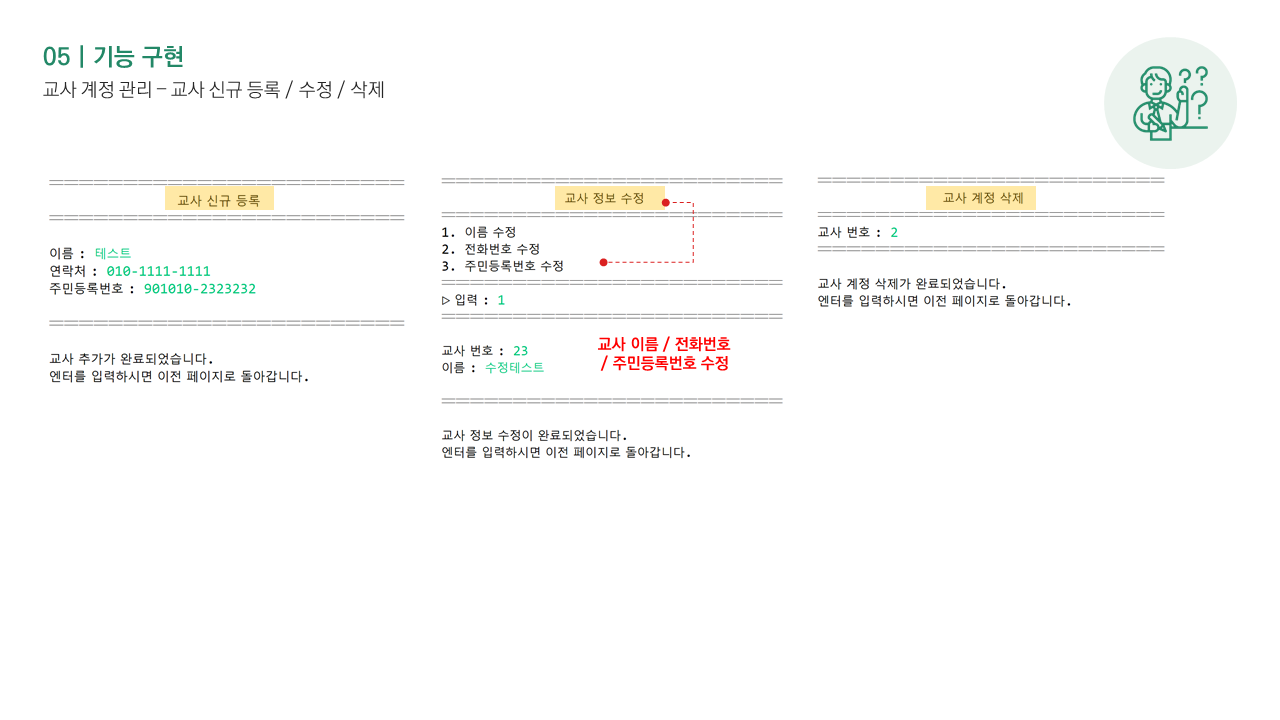 05 | 기능 구현
교사 계정 관리 – 교사 신규 등록 / 수정 / 삭제
교사 신규 등록
이름 : 테스트
연락처 : 010-1111-1111
주민등록번호 : 901010-2323232
교사 추가가 완료되었습니다.
엔터를 입력하시면 이전 페이지로 돌아갑니다.
교사 정보 수정
1. 이름 수정
2. 전화번호 수정
3. 주민등록번호 수정
▷ 입력 : 1
교사 번호 : 23
이름 : 수정테스트
교사 이름 / 전화번호
/ 주민등록번호 수정
교사 정보 수정이 완료되었습니다.
엔터를 입력하시면 이전 페이지로 돌아갑니다.
교사 계정 삭제
교사 번호 : 2
교사 계정 삭제가 완료되었습니다.
엔터를 입력하시면 이전 페이지로 돌아갑니다.